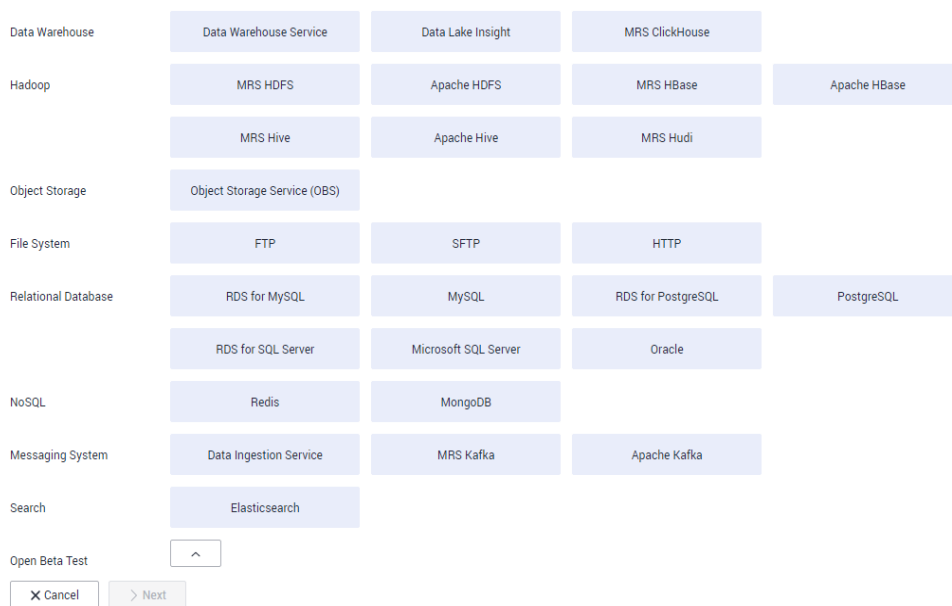 Data Warehouse Data Warehouse Service Data Lake Insight MRS ClickHouse
Hadoop MRS HDFS Apache HDFS MRS HBase Apache HBase
MRS Hive Apache Hive MRS Hudi
Object Storage Object Storage Service (OBS)
File System FTP SFTP HTTP
Relational Database RDS for MySQL MySQL RDS for PostgreSQL PostgreSQL
RDS for SQL Server Microsoft SQL Server Oracle
NoSQL Redis MongoDB
Messaging System Data Ingestion Service MRS Kafka Apache Kafka
Search Elasticsearch
Open Beta Test
Cancel Next